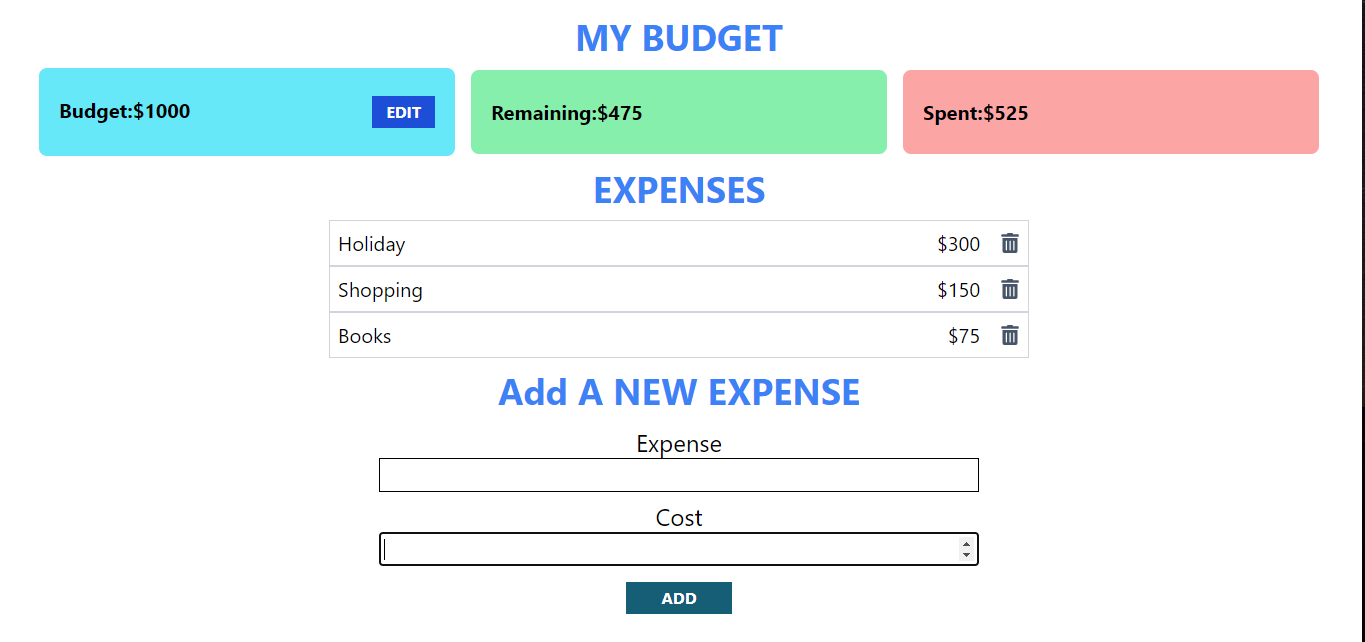 MY BUDGET
Budget:$1000 EDIT Remaining:$475 Spent:$525
EXPENSES
Holiday $300
Shopping $150
Books $75
Add A NEW EXPENSE
Expense
Cost
ADD